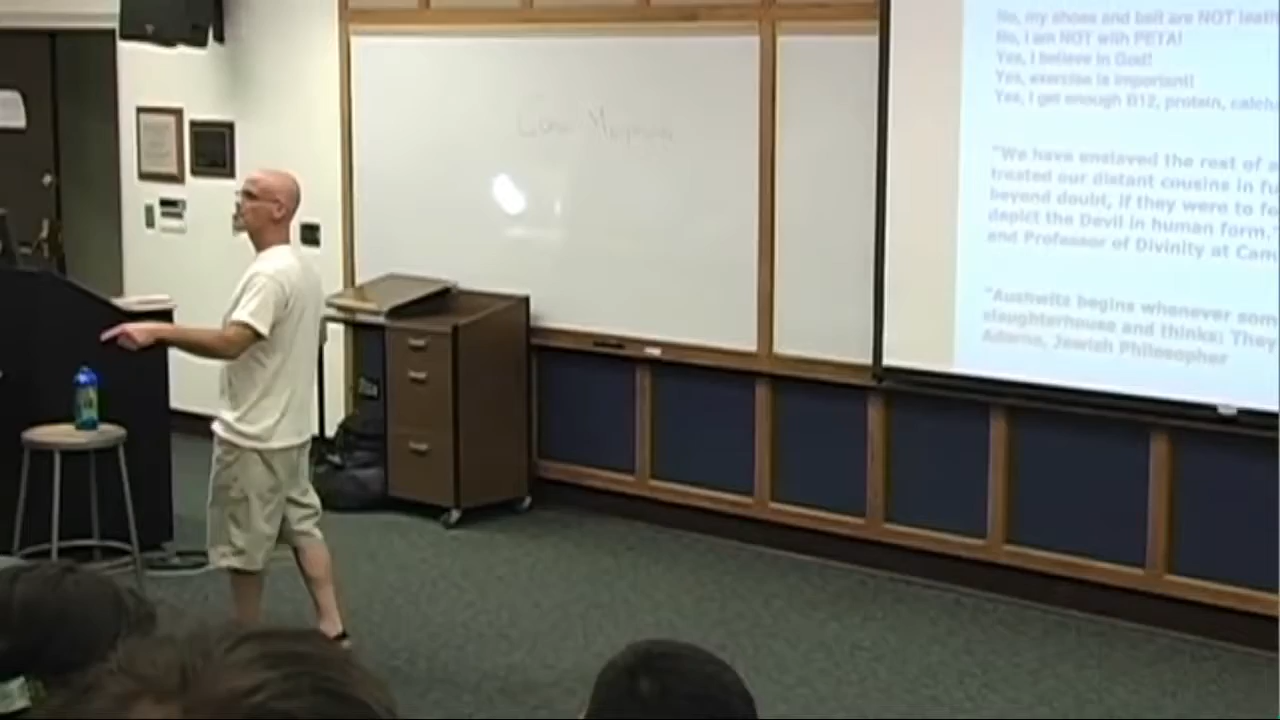 No, my shoes and belt are NOT leath
No, I am NOT with PETA!
Yes, I believe in God!
Yes, exercise is important!
Yes, I get enough B12, protein, calciu
"We have enslaved the rest of a
treated our distant cousins in fu
beyond doubt, if they were to fo
depict the Devil in human form."
and Professor of Divinity at Cam
"Auschwitz begins whenever som
slaughterhouse and thinks: They
Adorno, Jewish Philosopher